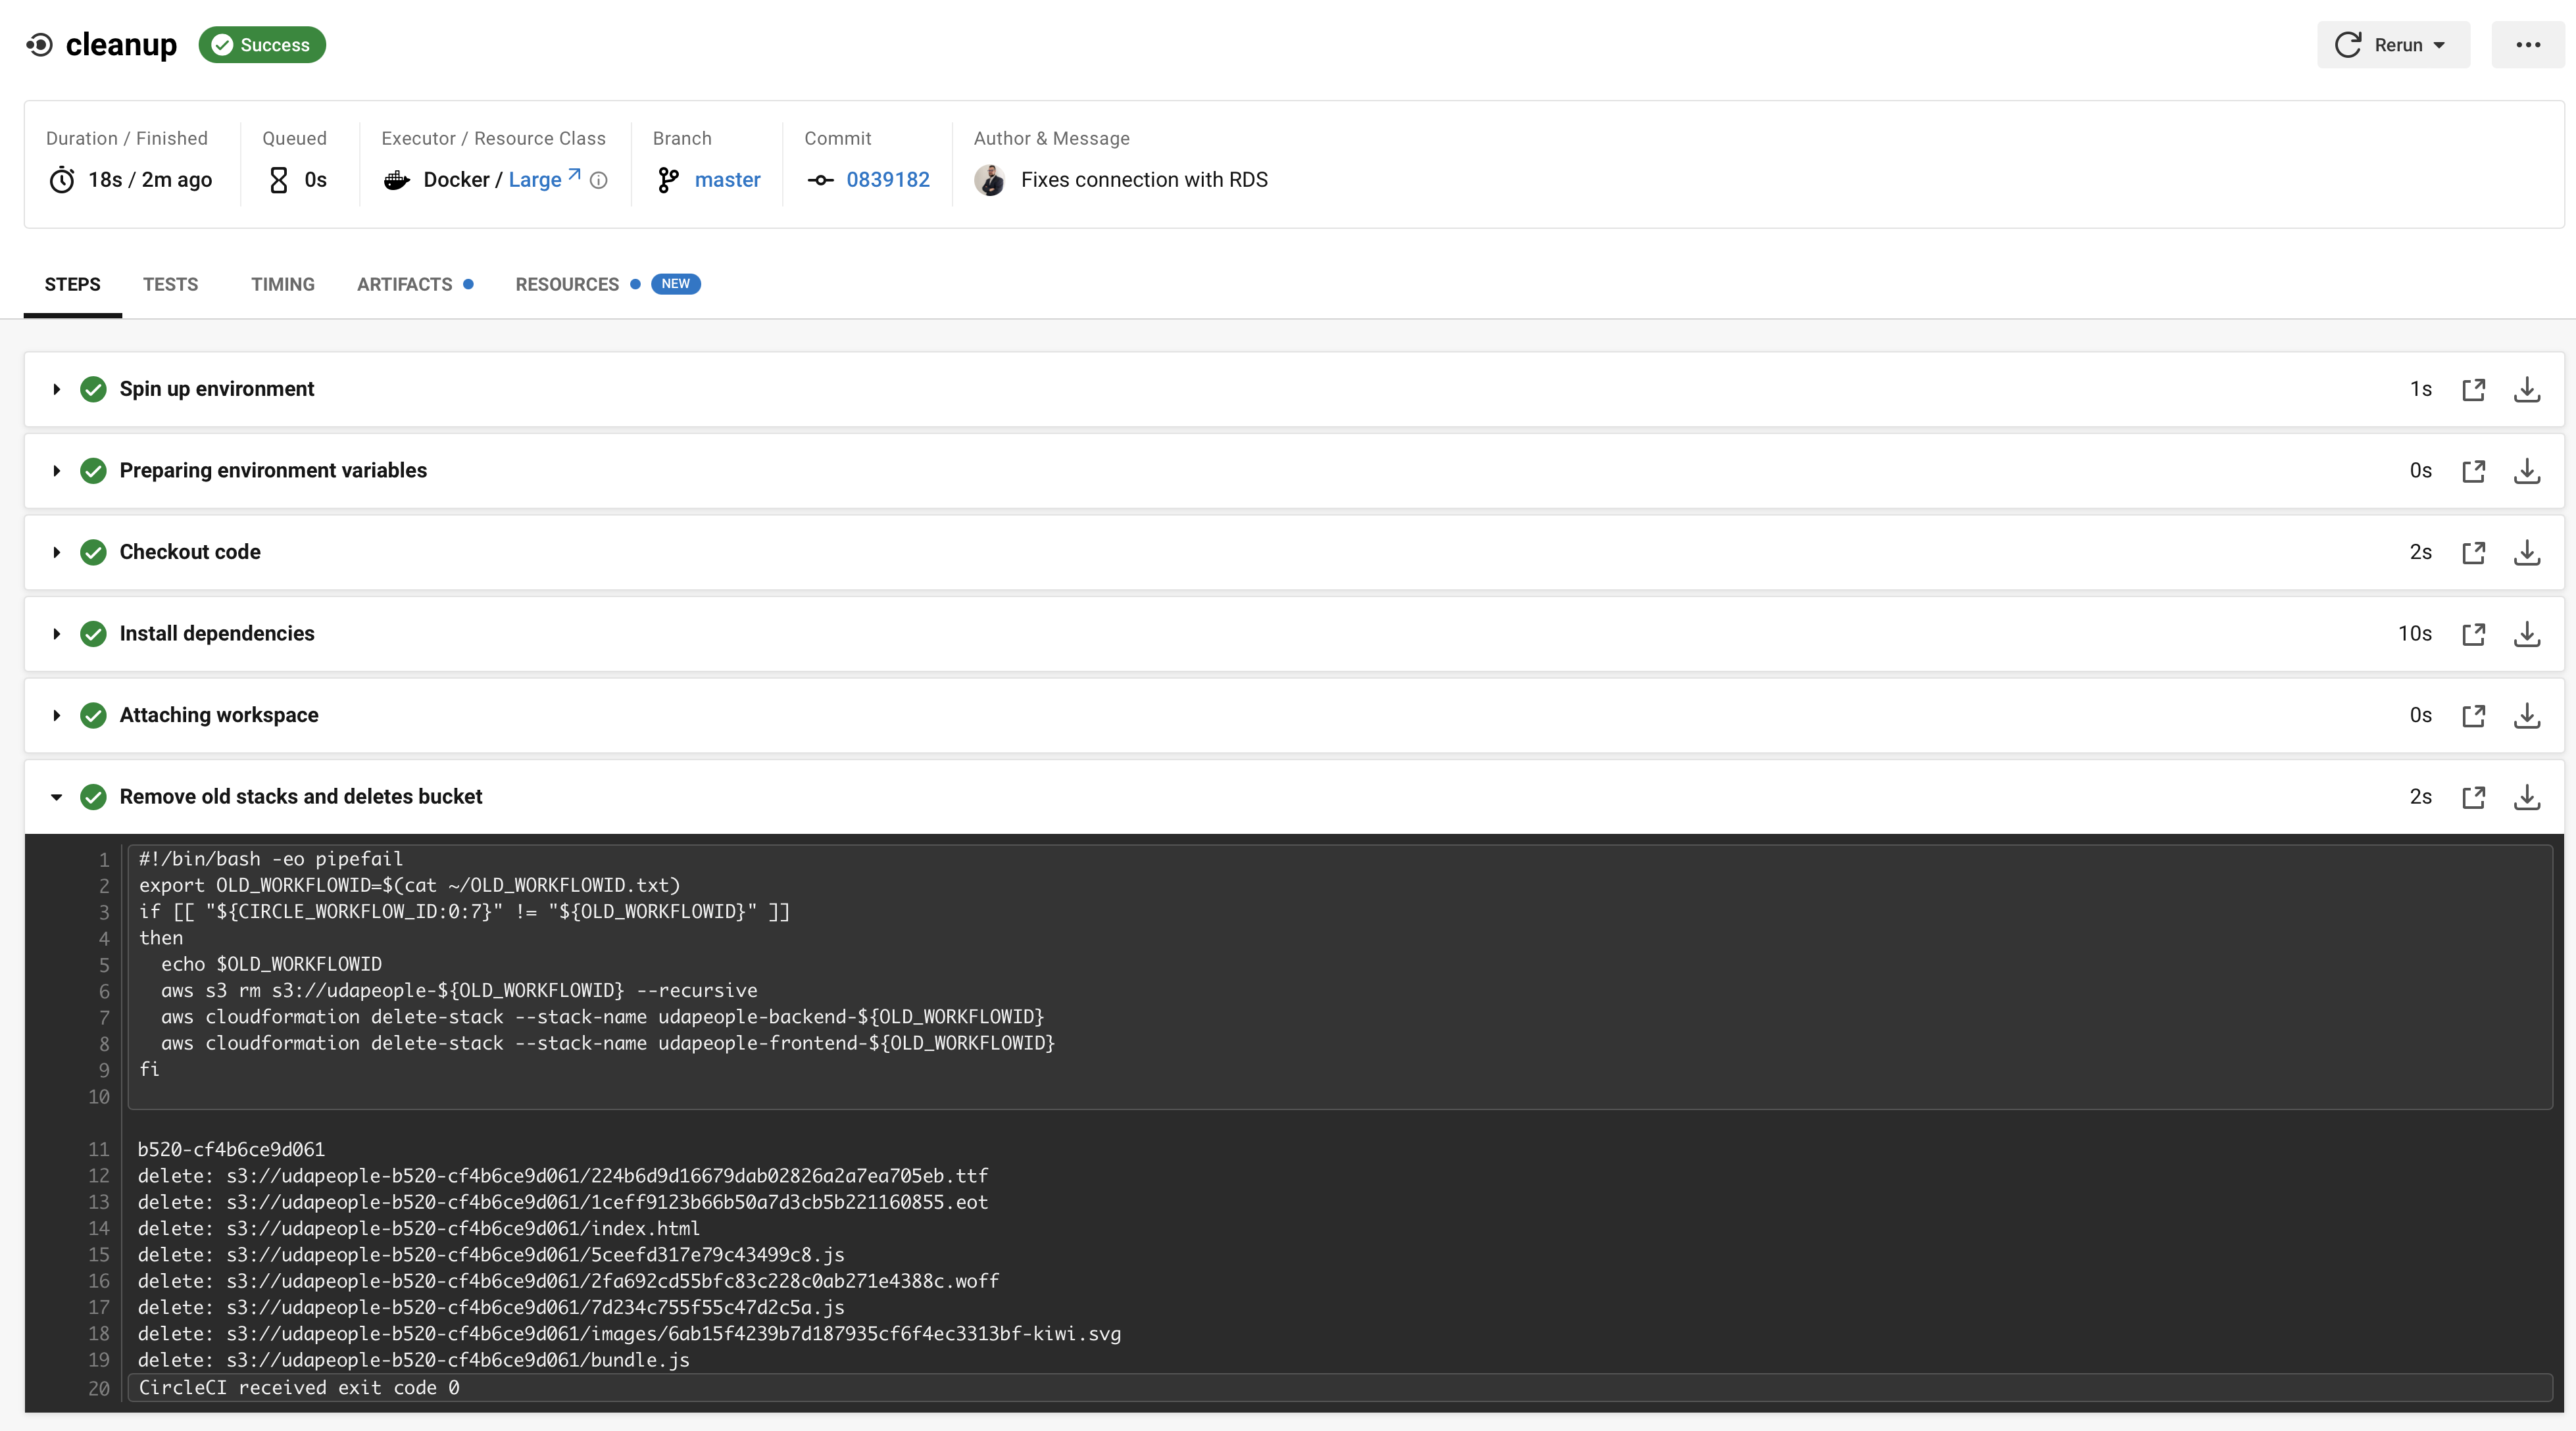 cleanup Success Rerun
Duration / Finished Queued Executor / Resource Class Branch Commit Author & Message
18s / 2m ago 0s Docker / Large master 0839182 Fixes connection with RDS
STEPS TESTS TIMING ARTIFACTS RESOURCES NEW
Spin up environment 1s
Preparing environment variables 0s
Checkout code 2s
Install dependencies 10s
Attaching workspace 0s
Remove old stacks and deletes bucket 2s
1 #!/bin/bash -eo pipefail
2 export OLD_WORKFLOWID=$(cat ~/OLD_WORKFLOWID.txt)
3 if [[ "${CIRCLE_WORKFLOW_ID:0:7}" != "${OLD_WORKFLOWID}" ]]
4 then
5   echo $OLD_WORKFLOWID
6   aws s3 rm s3://udapeople-${OLD_WORKFLOWID} --recursive
7   aws cloudformation delete-stack --stack-name udapeople-backend-${OLD_WORKFLOWID}
8   aws cloudformation delete-stack --stack-name udapeople-frontend-${OLD_WORKFLOWID}
9 fi
10
11 b520-cf4b6ce9d061
12 delete: s3://udapeople-b520-cf4b6ce9d061/224b6d9d16679dab02826a2a7ea705eb.ttf
13 delete: s3://udapeople-b520-cf4b6ce9d061/1ceff9123b66b50a7d3cb5b221160855.eot
14 delete: s3://udapeople-b520-cf4b6ce9d061/index.html
15 delete: s3://udapeople-b520-cf4b6ce9d061/5ceefd317e79c43499c8.js
16 delete: s3://udapeople-b520-cf4b6ce9d061/2fa692cd55bfc83c228c0ab271e4388c.woff
17 delete: s3://udapeople-b520-cf4b6ce9d061/7d234c755f55c47d2c5a.js
18 delete: s3://udapeople-b520-cf4b6ce9d061/images/6ab15f4239b7d187935cf6f4ec3313bf-kiwi.svg
19 delete: s3://udapeople-b520-cf4b6ce9d061/bundle.js
20 CircleCI received exit code 0